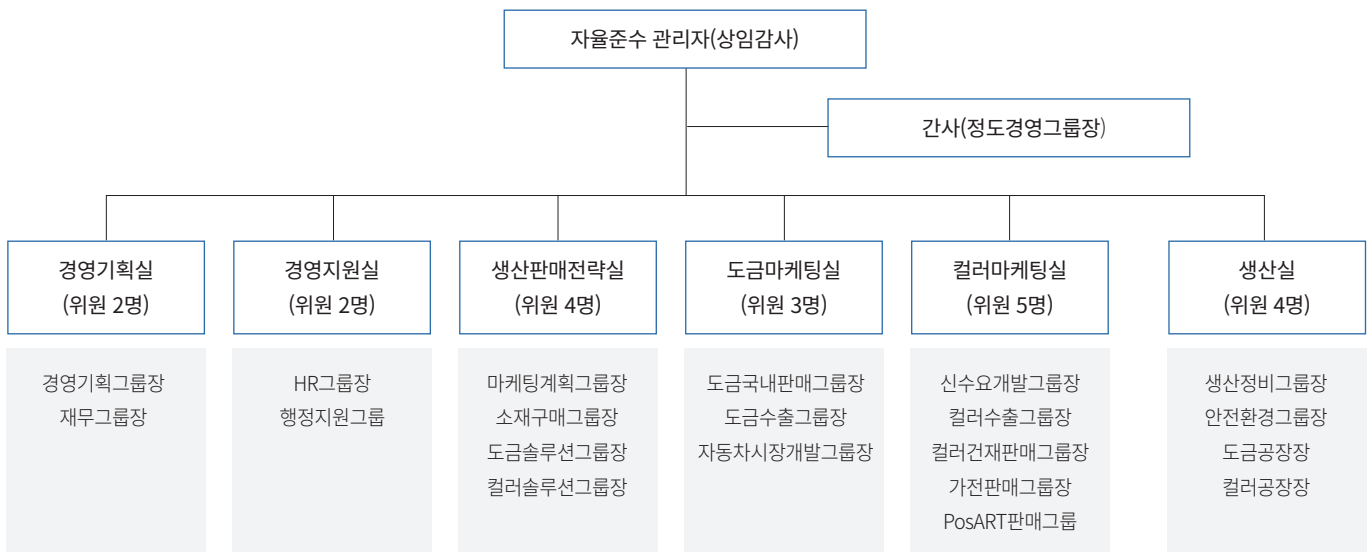 자율준수 관리자(상임감사)
간사(정도경영그룹장)
경영기획실
(위원 2명)
경영기획그룹장
재무그룹장
경영지원실
(위원 2명)
HR그룹장
행정지원그룹
생산판매전략실
(위원 4명)
마케팅계획그룹장
소재구매그룹장
도금솔루션그룹장
컬러솔루션그룹장
도금마케팅실
(위원 3명)
도금국내판매그룹장
도금수출그룹장
자동차시장개발그룹장
컬러마케팅실
(위원 5명)
신수요개발그룹장
컬러수출그룹장
컬러건재판매그룹장
가전판매그룹장
PosART판매그룹
생산실
(위원 4명)
생산정비그룹장
안전환경그룹장
도금공장장
컬러공장장